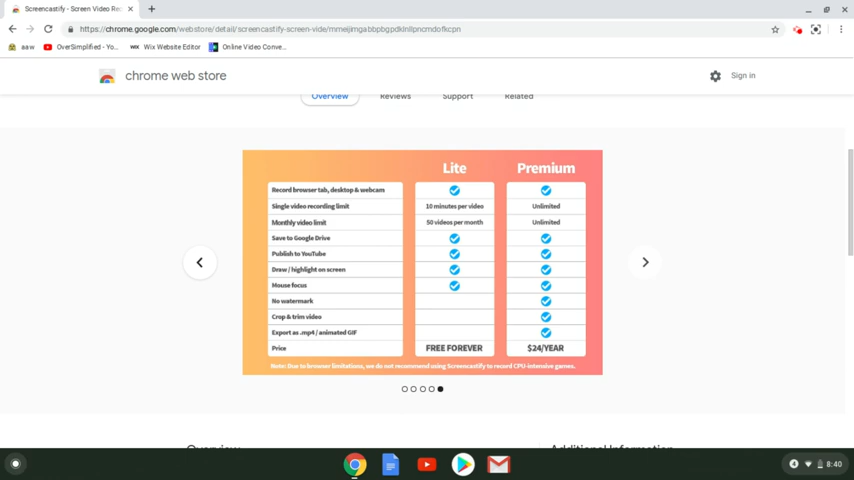 Screencastify - Screen Video Rec
https://chrome.google.com/webstore/detail/screencastify-screen-vide/mmeijimgabbpbgpdklnllpncmdofkcpn
aaw OverSimplified - Yo... WIX Wix Website Editor Online Video Conve...
chrome web store Sign in
Overview Reviews Support Related
Lite Premium
Record browser tab, desktop & webcam
Single video recording limit 10 minutes per video Unlimited
Monthly video limit 50 videos per month Unlimited
Save to Google Drive
Publish to YouTube
Draw / highlight on screen
Mouse focus
No watermark
Crop & trim video
Export as .mp4 / animated GIF
Price FREE FOREVER $24/YEAR
Note: Due to browser limitations, we do not recommend using Screencastify to record CPU-intensive games.
Overview Additional Information
4 8:40